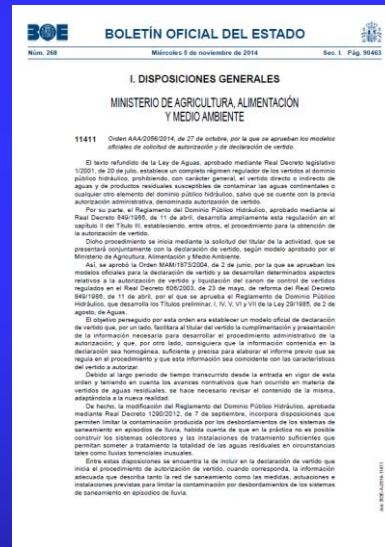 BOE
BOLETÍN OFICIAL DEL ESTADO
Núm. 268 Miércoles 5 de noviembre de 2014 Sec. I. Pág. 90463
I. DISPOSICIONES GENERALES
MINISTERIO DE AGRICULTURA, ALIMENTACIÓN
Y MEDIO AMBIENTE
11411 Orden AAA/2056/2014, de 27 de octubre, por la que se aprueban los modelos
oficiales de solicitud de autorización y de declaración de vertido.
El texto refundido de la Ley de Aguas, aprobado mediante Real Decreto legislativo
1/2001, de 20 de julio, establece un completo régimen regulador de los vertidos al dominio
público hidráulico, prohibiendo, con carácter general, el vertido directo o indirecto de
aguas y de productos residuales susceptibles de contaminar las aguas continentales o
cualquier otro elemento del dominio público hidráulico, salvo que se cuente con la previa
autorización administrativa, denominada autorización de vertido.
Por su parte, el Reglamento del Dominio Público Hidráulico, aprobado mediante el
Real Decreto 849/1986, de 11 de abril, desarrolla ampliamente esta regulación en el
capítulo II del Título III, estableciendo, entre otros, el procedimiento para la obtención de
la autorización de vertido.
Dicho procedimiento se inicia mediante la solicitud del titular de la actividad, que se
presentará conjuntamente con la declaración de vertido, según modelo aprobado por el
Ministerio de Agricultura, Alimentación y Medio Ambiente.
Así, se aprobó la Orden MAM/1873/2004, de 2 de junio, por la que se aprueban los
modelos oficiales para la declaración de vertido y se desarrollan determinados aspectos
relativos a la autorización de vertido y liquidación del canon de control de vertidos
regulados en el Real Decreto 606/2003, de 23 de mayo, de reforma del Real Decreto
849/1986, de 11 de abril, por el que se aprueba el Reglamento de Dominio Público
Hidráulico, que desarrolla los Títulos preliminar, I, IV, V, VI y VII de la Ley 29/1985, de 2 de
agosto, de Aguas.
El objetivo perseguido por esta orden era establecer un modelo oficial de declaración
de vertido que, por un lado, facilitara al titular del vertido la cumplimentación y presentación
de la información necesaria para desarrollar el procedimiento administrativo de la
autorización; y que, por otro lado, consiguiera que la información contenida en la
declaración sea homogénea, suficiente y precisa para elaborar el informe previo que se
regula en el procedimiento y que esta información sea coincidente con las características
del vertido a autorizar.
Debido al largo periodo de tiempo transcurrido desde la entrada en vigor de esta
orden y teniendo en cuenta los avances normativos que han ocurrido en materia de
vertidos de aguas residuales, se hace necesario revisar el contenido de la misma,
adaptándola a la nueva realidad.
De hecho, la modificación del Reglamento del Dominio Público Hidráulico, aprobada
mediante Real Decreto 1290/2012, de 7 de septiembre, incorpora disposiciones que
permiten limitar la contaminación producida por los desbordamientos de los sistemas de
saneamiento en episodios de lluvia, habida cuenta de que en la práctica no es posible
construir los sistemas colectores y las instalaciones de tratamiento suficientes que
permitan someter a tratamiento la totalidad de las aguas residuales en circunstancias
tales como lluvias torrenciales inusuales.
Entre estas disposiciones se encuentra la de incluir en la declaración de vertido que
inicia el procedimiento de autorización de vertido, cuando corresponda, la información
adecuada que describa tanto la red de saneamiento como las medidas, actuaciones e
instalaciones previstas para limitar la contaminación por desbordamientos de los sistemas
de saneamiento en episodios de lluvia.
cve: BOE-A-2014-11411